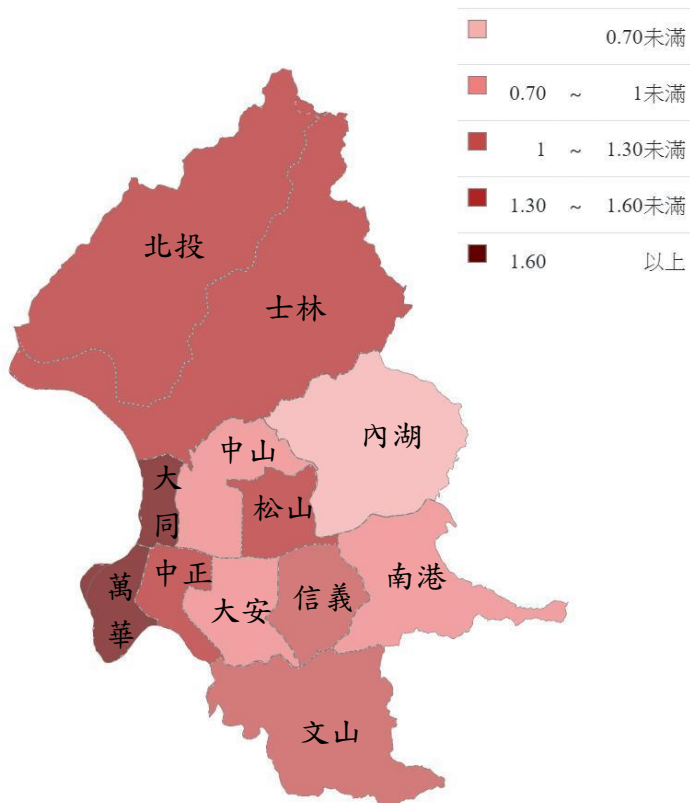 0.70未滿
0.70 ~ 1未滿
1 ~ 1.30未滿
1.30 ~ 1.60未滿
1.60 以上
北投
士林
內湖
中山
大同
松山
中正
萬華
大安
信義
南港
文山